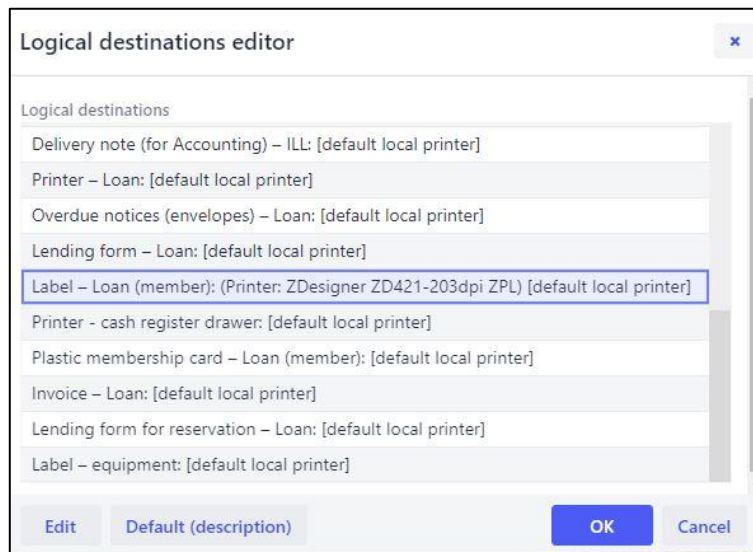 Logical destinations editor
×
Logical destinations
Delivery note (for Accounting) – ILL: [default local printer]
Printer – Loan: [default local printer]
Overdue notices (envelopes) – Loan: [default local printer]
Lending form – Loan: [default local printer]
Label – Loan (member): (Printer: ZDesigner ZD421-203dpi ZPL) [default local printer]
Printer - cash register drawer: [default local printer]
Plastic membership card – Loan (member): [default local printer]
Invoice – Loan: [default local printer]
Lending form for reservation – Loan: [default local printer]
Label – equipment: [default local printer]
Edit Default (description) OK Cancel